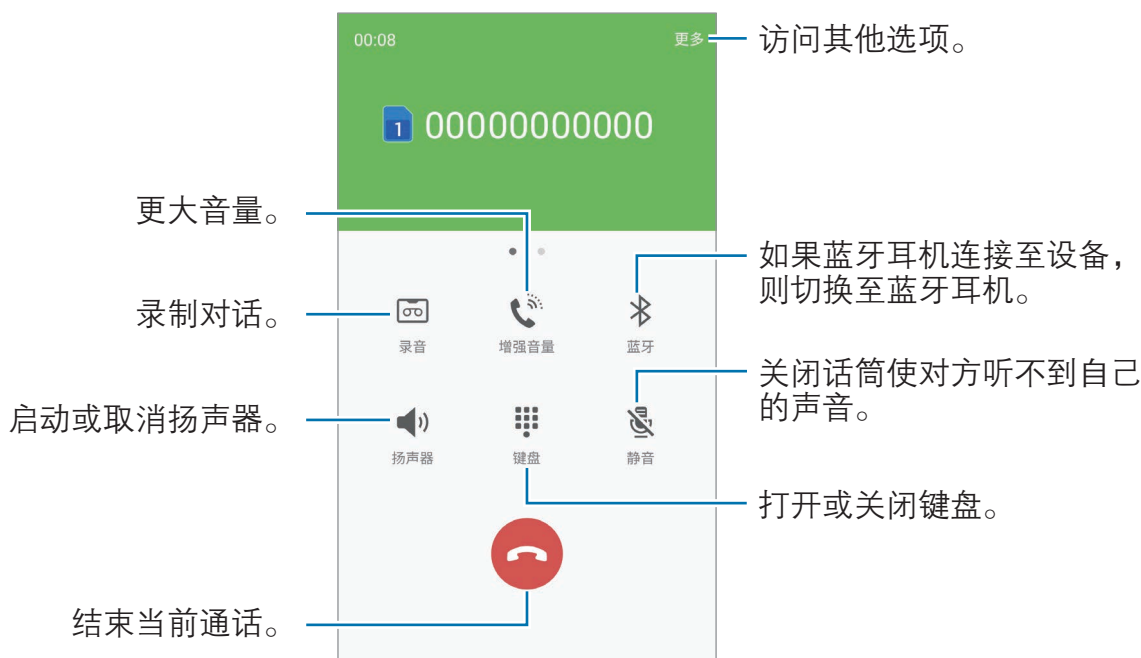 00:08
更多
访问其他选项。
1 00000000000
更大音量。
如果蓝牙耳机连接至设备，
则切换至蓝牙耳机。
录制对话。
录音
增强音量
蓝牙
关闭话筒使对方听不到自己
的声音。
启动或取消扬声器。
扬声器
键盘
静音
打开或关闭键盘。
结束当前通话。